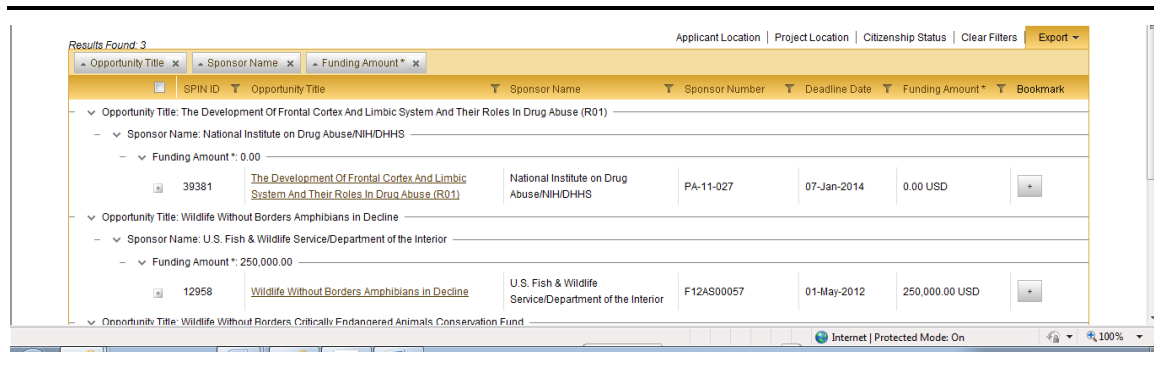 Results Found: 3
Applicant Location | Project Location | Citizenship Status | Clear Filters | Export
Opportunity Title x Sponsor Name x Funding Amount * x
SPIN ID Opportunity Title Sponsor Name Sponsor Number Deadline Date Funding Amount * Bookmark
Opportunity Title: The Development Of Frontal Cortex And Limbic System And Their Roles In Drug Abuse (R01)
Sponsor Name: National Institute on Drug Abuse/NIH/DHHS
Funding Amount *: 0.00
The Development Of Frontal Cortex And Limbic National Institute on Drug
39381 PA-11-027 07-Jan-2014 0.00 USD +
System And Their Roles In Drug Abuse (R01) Abuse/NIH/DHHS
Opportunity Title: Wildlife Without Borders Amphibians in Decline
Sponsor Name: U.S. Fish & Wildlife Service/Department of the Interior
Funding Amount *: 250,000.00
U.S. Fish & Wildlife
12958 Wildlife Without Borders Amphibians in Decline F12AS00057 01-May-2012 250,000.00 USD +
Service/Department of the Interior
Opportunity Title: Wildlife Without Borders Critically Endangered Animals Conservation Fund
Internet | Protected Mode: On 100%